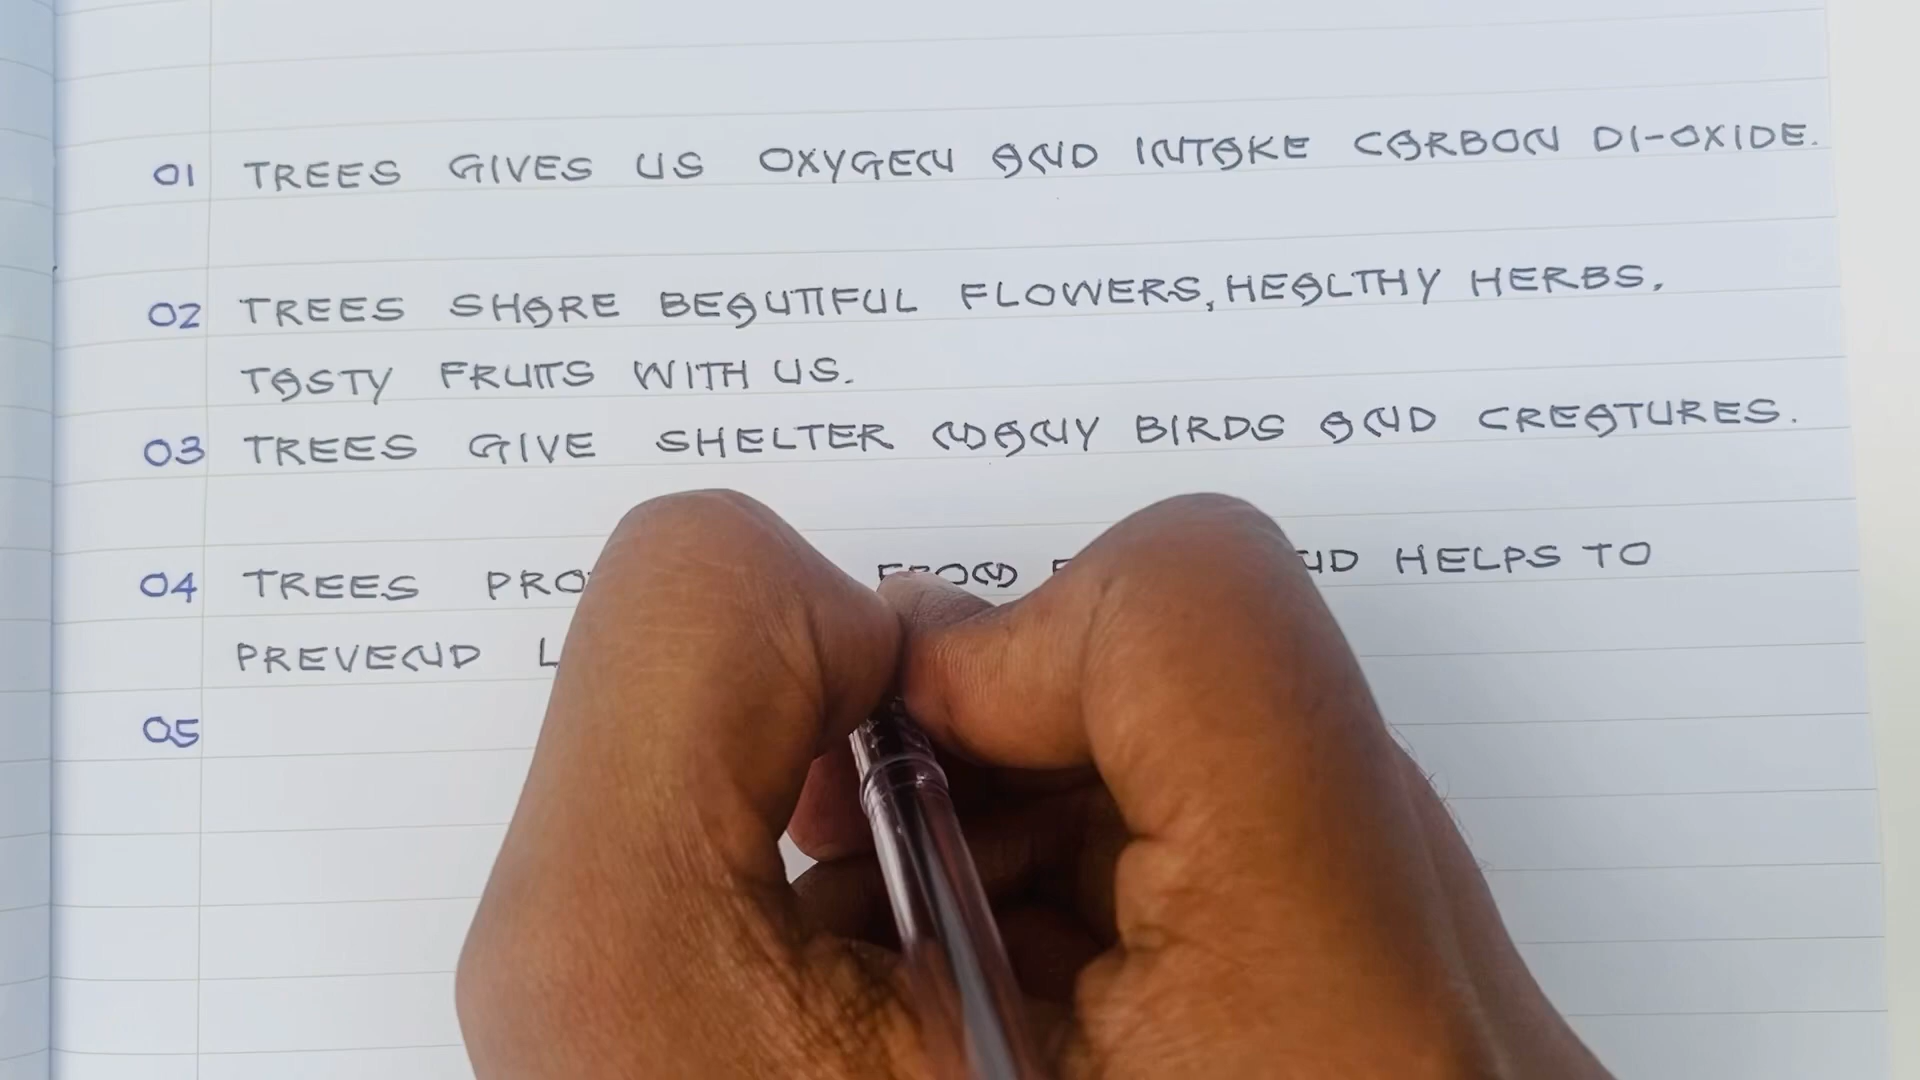 01 TREES GIVES US OXYGEN AND INTAKE CARBON DI-OXIDE.
02 TREES SHARE BEAUTIFUL FLOWERS, HEALTHY HERBS,
TASTY FRUITS WITH US.
03 TREES GIVE SHELTER MANY BIRDS AND CREATURES.
04 TREES FROM HELPS TO
PREVEND
05